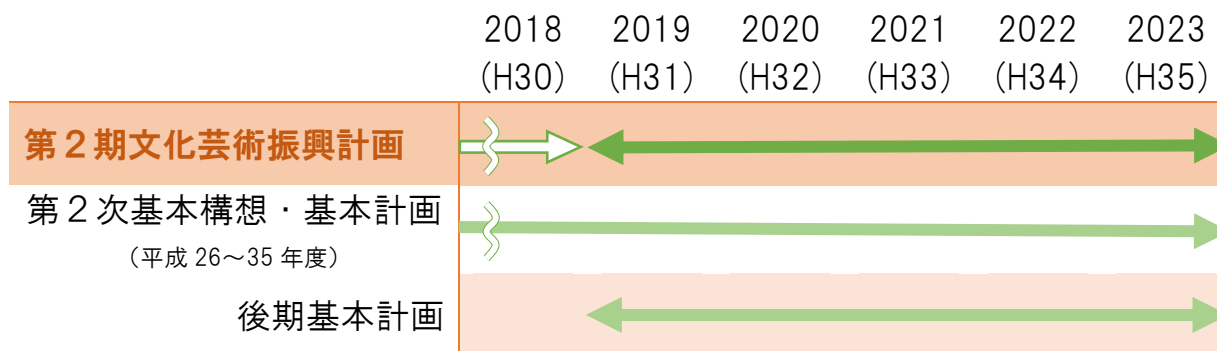 2018 2019 2020 2021 2022 2023
(H30) (H31) (H32) (H33) (H34) (H35)
第２期文化芸術振興計画
第２次基本構想・基本計画
（平成 26～35 年度）
後期基本計画